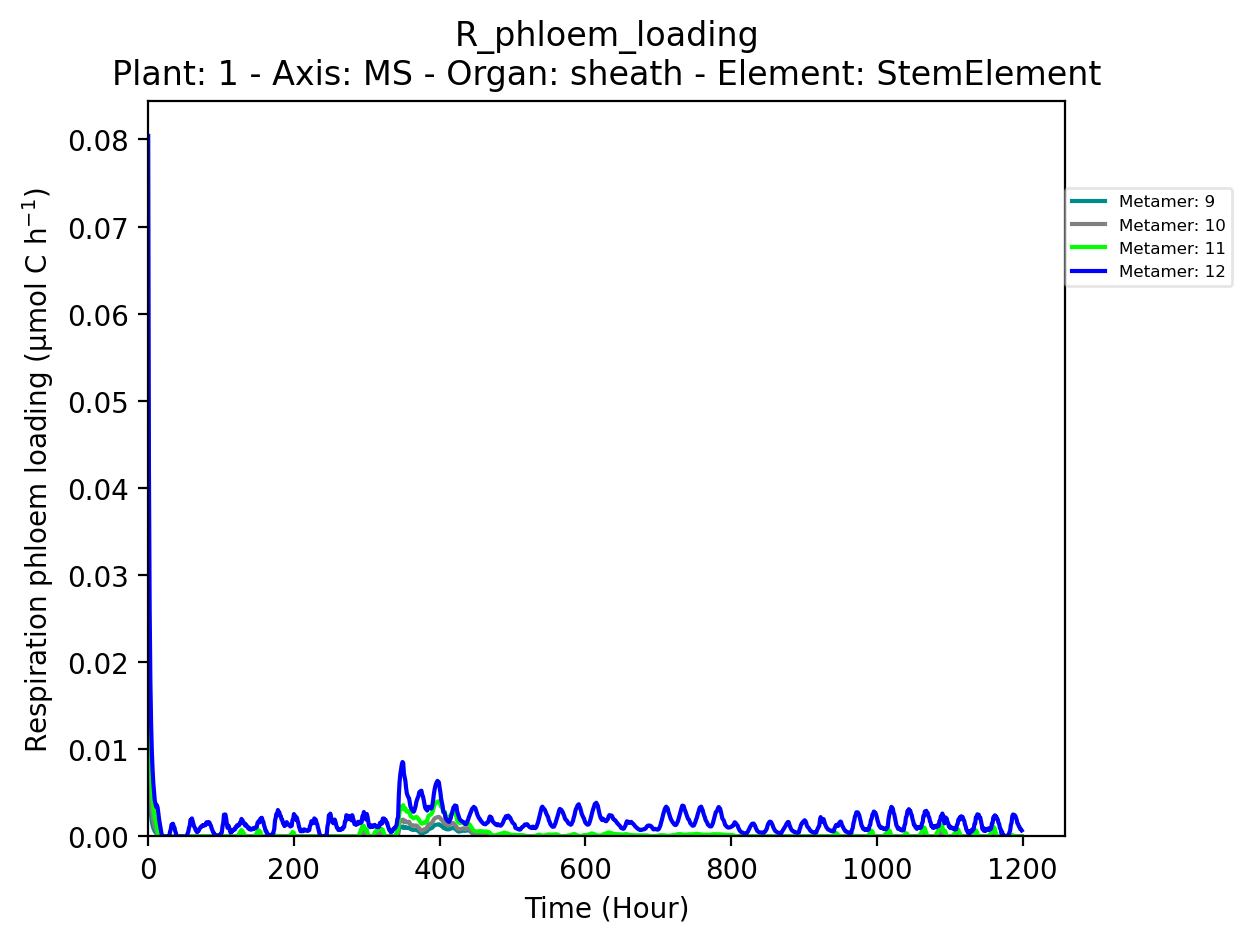 R_phloem_loading
Plant: 1 - Axis: MS - Organ: sheath - Element: StemElement
Respiration phloem loading (µmol C h⁻¹)
0.08
0.07
0.06
0.05
0.04
0.03
0.02
0.01
0.00
0
200
400
600
800
1000
1200
Time (Hour)
Metamer: 9
Metamer: 10
Metamer: 11
Metamer: 12